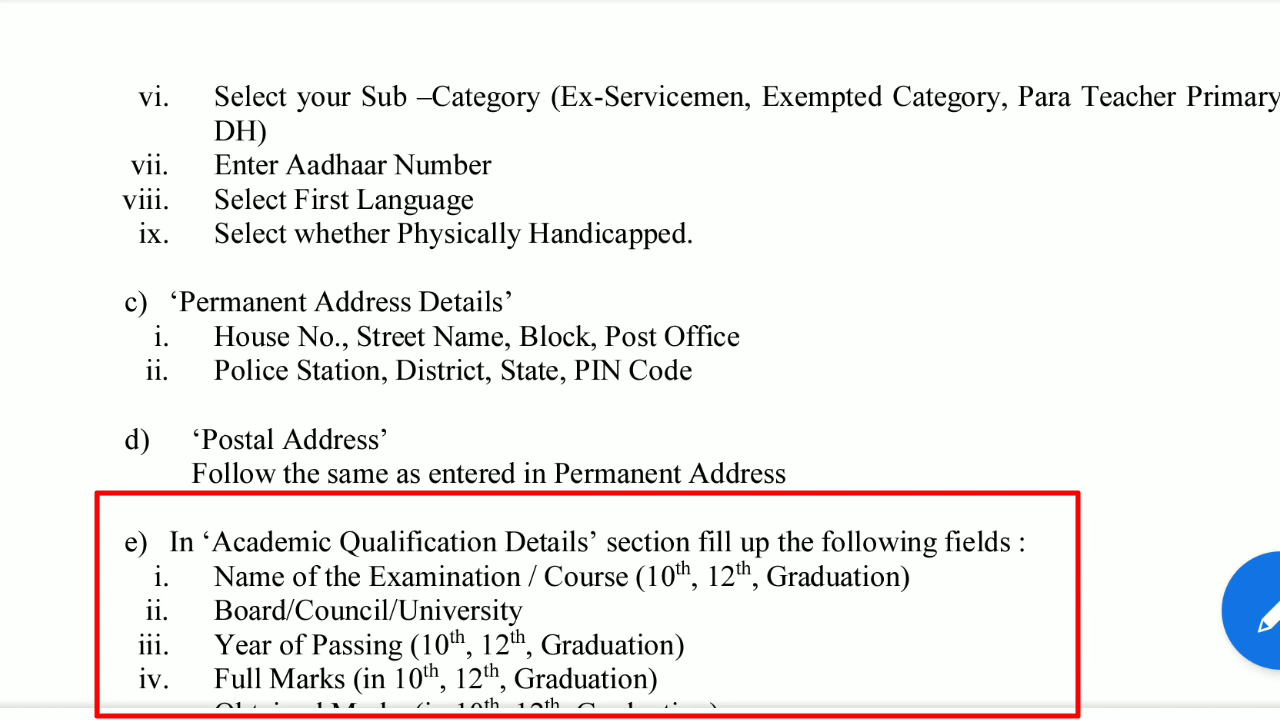 vi. Select your Sub –Category (Ex-Servicemen, Exempted Category, Para Teacher Primary
DH)
vii. Enter Aadhaar Number
viii. Select First Language
ix. Select whether Physically Handicapped.
c) ‘Permanent Address Details’
i. House No., Street Name, Block, Post Office
ii. Police Station, District, State, PIN Code
d) ‘Postal Address’
Follow the same as entered in Permanent Address
e) In ‘Academic Qualification Details’ section fill up the following fields :
i. Name of the Examination / Course (10th, 12th, Graduation)
ii. Board/Council/University
iii. Year of Passing (10th, 12th, Graduation)
iv. Full Marks (in 10th, 12th, Graduation)